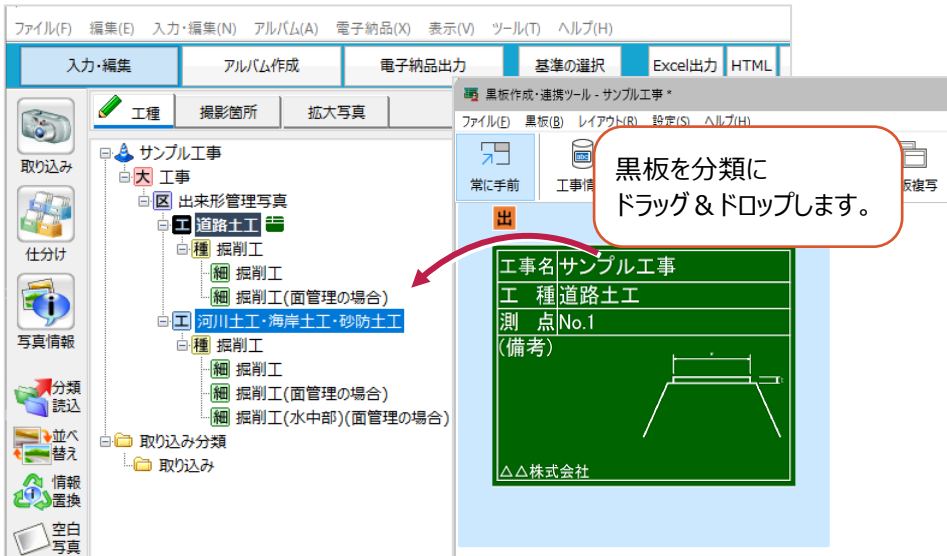 ファイル(F) 編集(E) 入力・編集(N) アルバム(A) 電子納品(X) 表示(V) ツール(T) ヘルプ(H)
入力・編集 アルバム作成 電子納品出力 基準の選択 Excel出力 HTML
工種 撮影箇所 拡大写真
取り込み
仕分け
写真情報
分類
読込
並べ
替え
情報
置換
空白
写真
サンプル工事
大 工事
区 出来形管理写真
工 道路土工
種 掘削工
細 掘削工
細 掘削工(面管理の場合)
工 河川土工・海岸土工・砂防土工
種 掘削工
細 掘削工
細 掘削工(面管理の場合)
細 掘削工(水中部)(面管理の場合)
取り込み分類
取り込み
黒板作成・連携ツール - サンプル工事 *
ファイル(F) 黒板(B) レイアウト(R) 設定(S) ヘルプ(H)
常に手前 abc 工事情 板複写
黒板を分類に
ドラッグ＆ドロップします。
出
工事名 サンプル工事
工 種 道路土工
測 点 No.1
(備考)
△△株式会社